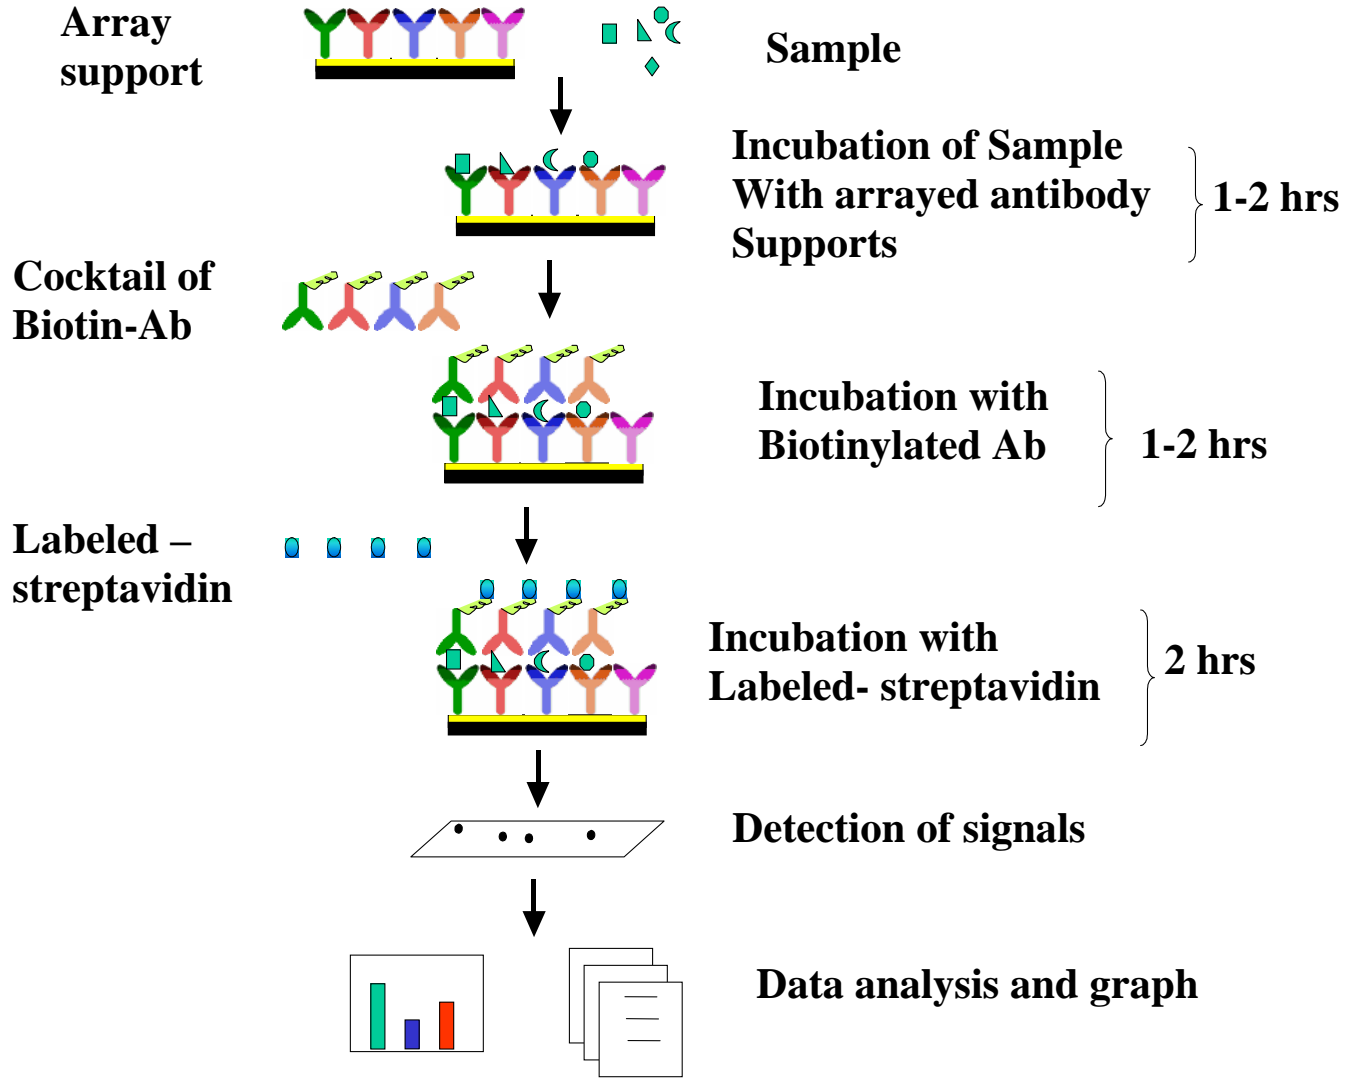 Array
support
Sample
Incubation of Sample
With arrayed antibody
Supports
1-2 hrs
Cocktail of
Biotin-Ab
Incubation with
Biotinylated Ab
1-2 hrs
Labeled –
streptavidin
Incubation with
Labeled- streptavidin
2 hrs
Detection of signals
Data analysis and graph